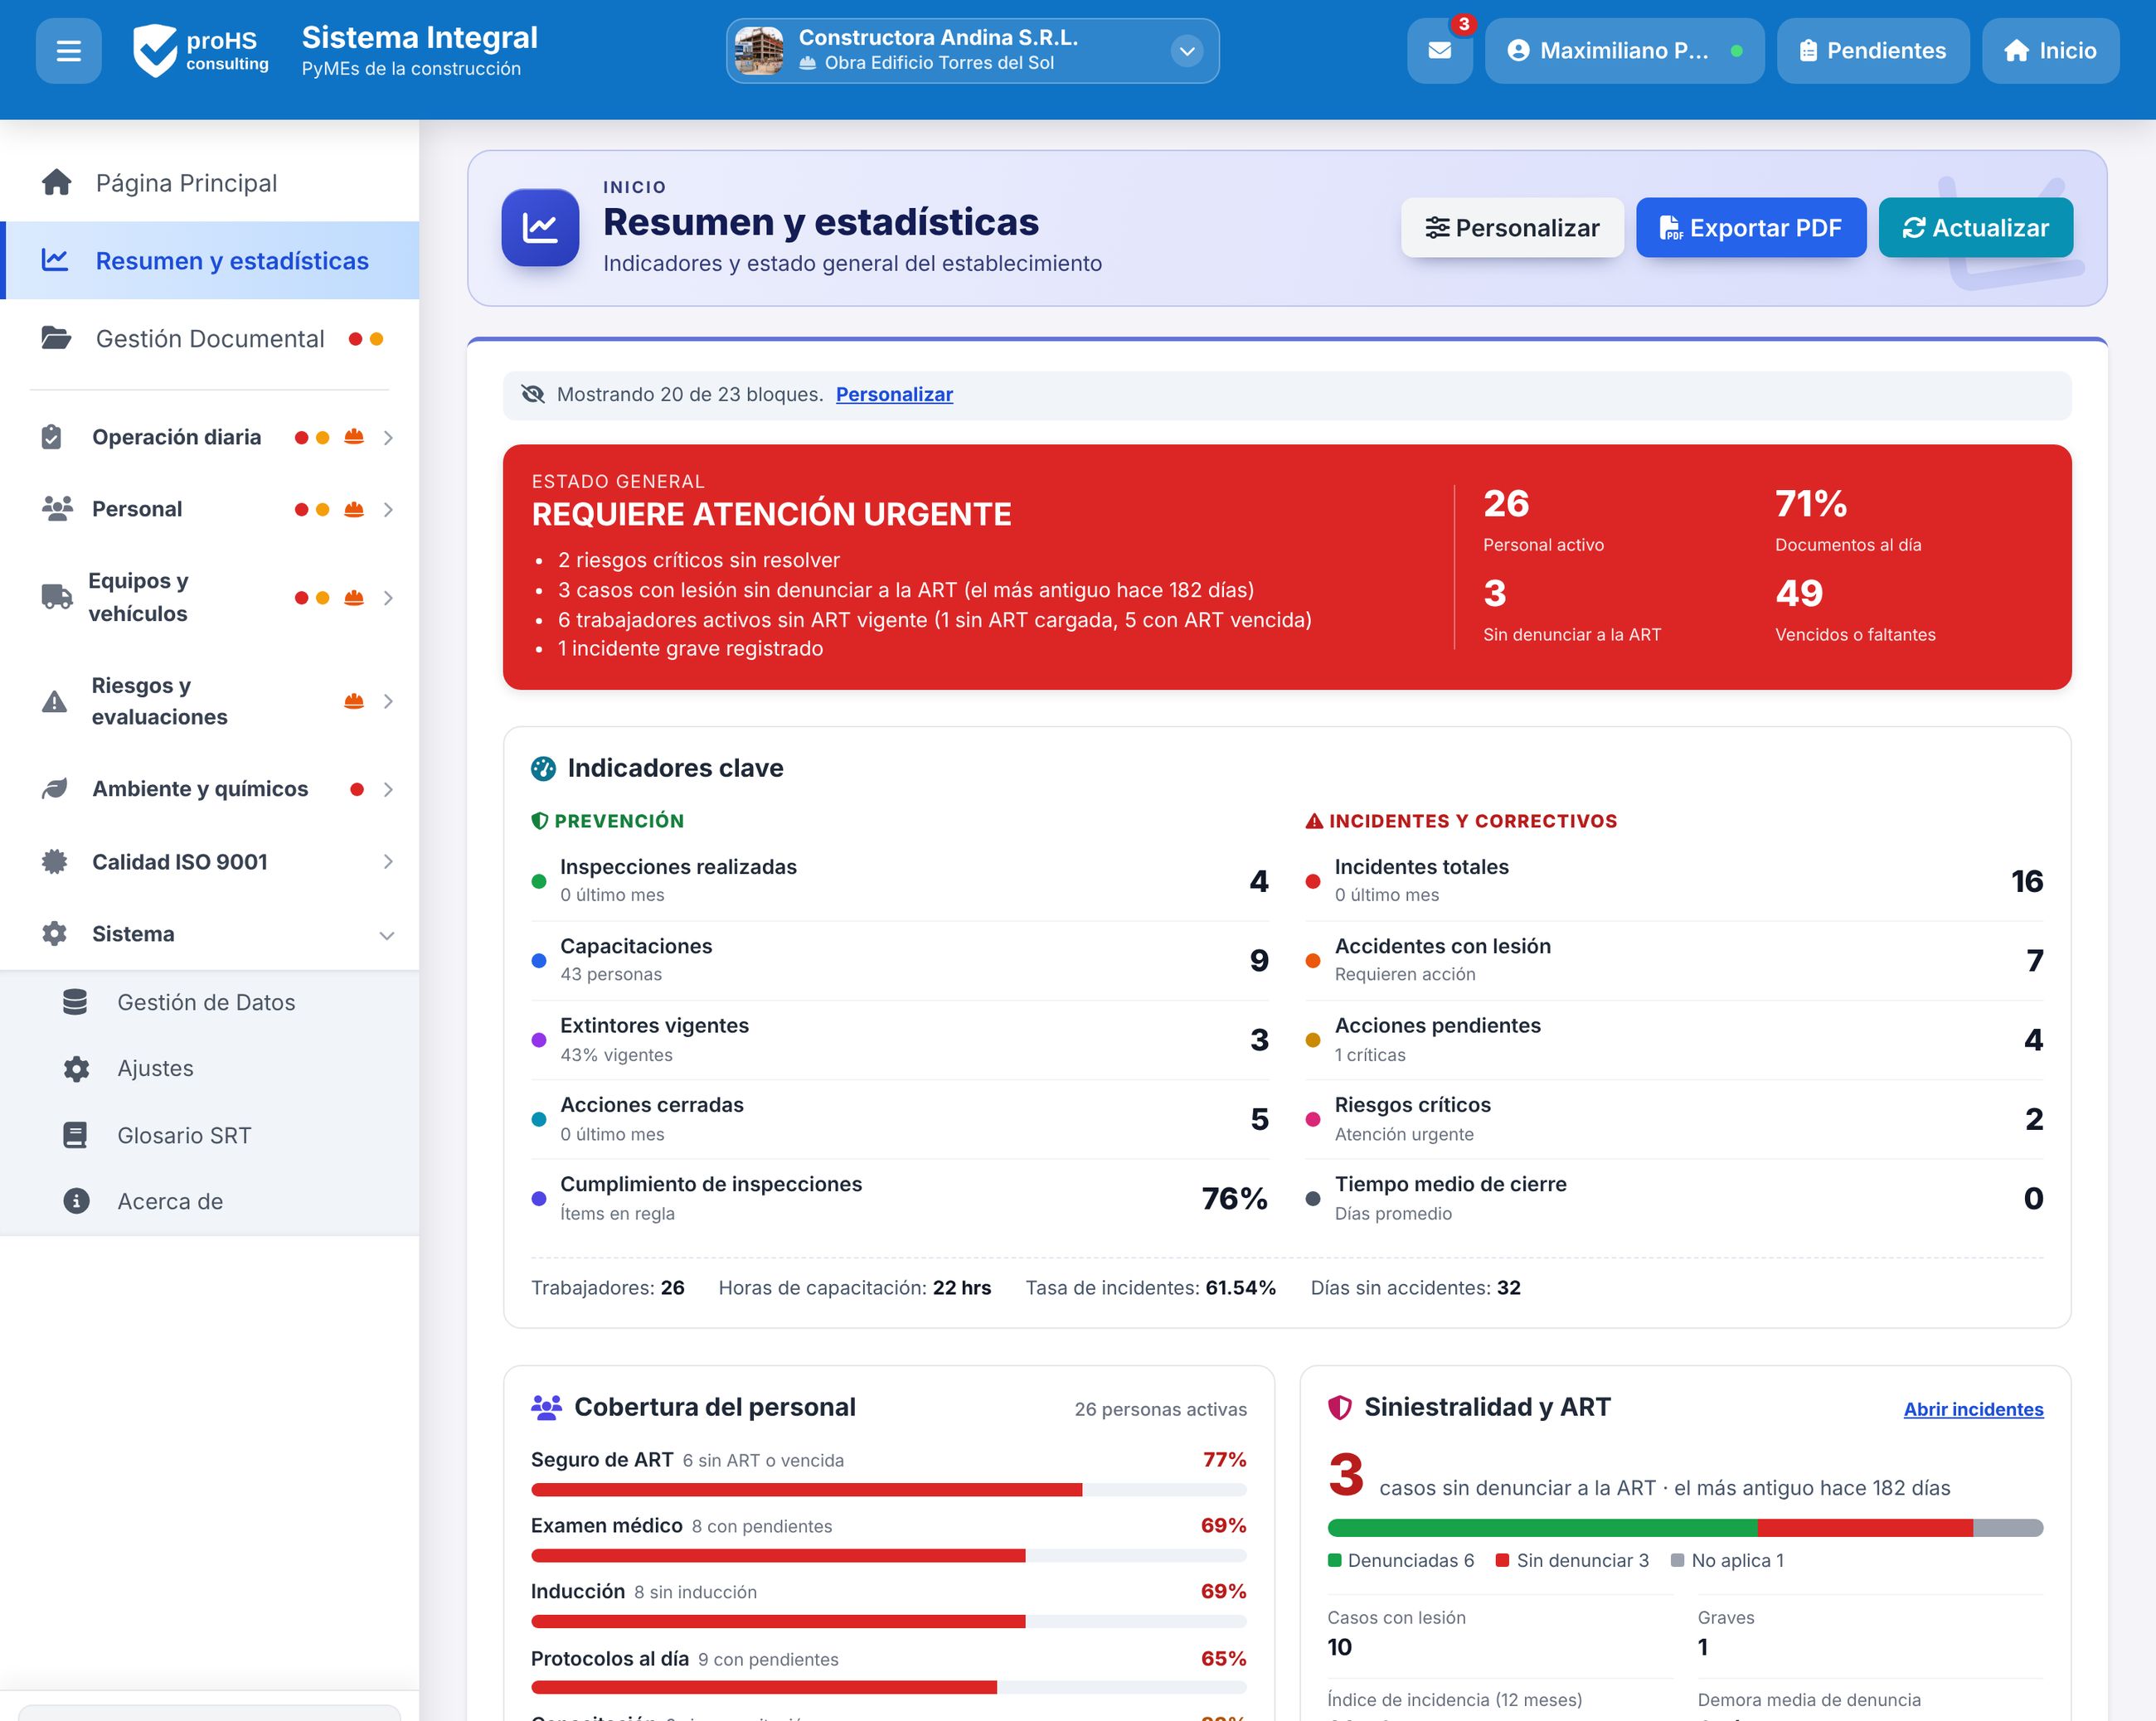 proHS
consulting
Sistema Integral
PyMEs de la construcción
Constructora Andina S.R.L.
Obra Edificio Torres del Sol
3
Maximiliano P...
Pendientes
Inicio
Página Principal
Resumen y estadísticas
Gestión Documental
Operación diaria
Personal
Equipos y
vehículos
Riesgos y
evaluaciones
Ambiente y químicos
Calidad ISO 9001
Sistema
Gestión de Datos
Ajustes
Glosario SRT
Acerca de
INICIO
Resumen y estadísticas
Indicadores y estado general del establecimiento
Personalizar
PDF Exportar PDF
Actualizar
Mostrando 20 de 23 bloques. Personalizar
ESTADO GENERAL
REQUIERE ATENCIÓN URGENTE
• 2 riesgos críticos sin resolver
• 3 casos con lesión sin denunciar a la ART (el más antiguo hace 182 días)
• 6 trabajadores activos sin ART vigente (1 sin ART cargada, 5 con ART vencida)
• 1 incidente grave registrado
26
Personal activo
71%
Documentos al día
3
Sin denunciar a la ART
49
Vencidos o faltantes
Indicadores clave
PREVENCIÓN
Inspecciones realizadas
0 último mes
4
Capacitaciones
43 personas
9
Extintores vigentes
43% vigentes
3
Acciones cerradas
0 último mes
5
Cumplimiento de inspecciones
Ítems en regla
76%
INCIDENTES Y CORRECTIVOS
Incidentes totales
0 último mes
16
Accidentes con lesión
Requieren acción
7
Acciones pendientes
1 críticas
4
Riesgos críticos
Atención urgente
2
Tiempo medio de cierre
Días promedio
0
Trabajadores: 26 Horas de capacitación: 22 hrs Tasa de incidentes: 61.54% Días sin accidentes: 32
Cobertura del personal
26 personas activas
Seguro de ART 6 sin ART o vencida 77%
Examen médico 8 con pendientes 69%
Inducción 8 sin inducción 69%
Protocolos al día 9 con pendientes 65%
Siniestralidad y ART
Abrir incidentes
3 casos sin denunciar a la ART · el más antiguo hace 182 días
Denunciadas 6 Sin denunciar 3 No aplica 1
Casos con lesión
10
Graves
1
Índice de incidencia (12 meses)
Demora media de denuncia